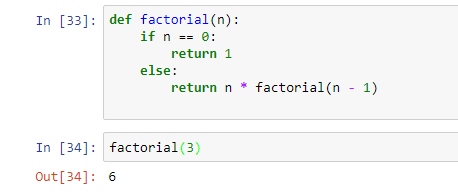 In [33]: def factorial(n):
    if n == 0:
        return 1
    else:
        return n * factorial(n - 1)
In [34]: factorial(3)
Out[34]: 6